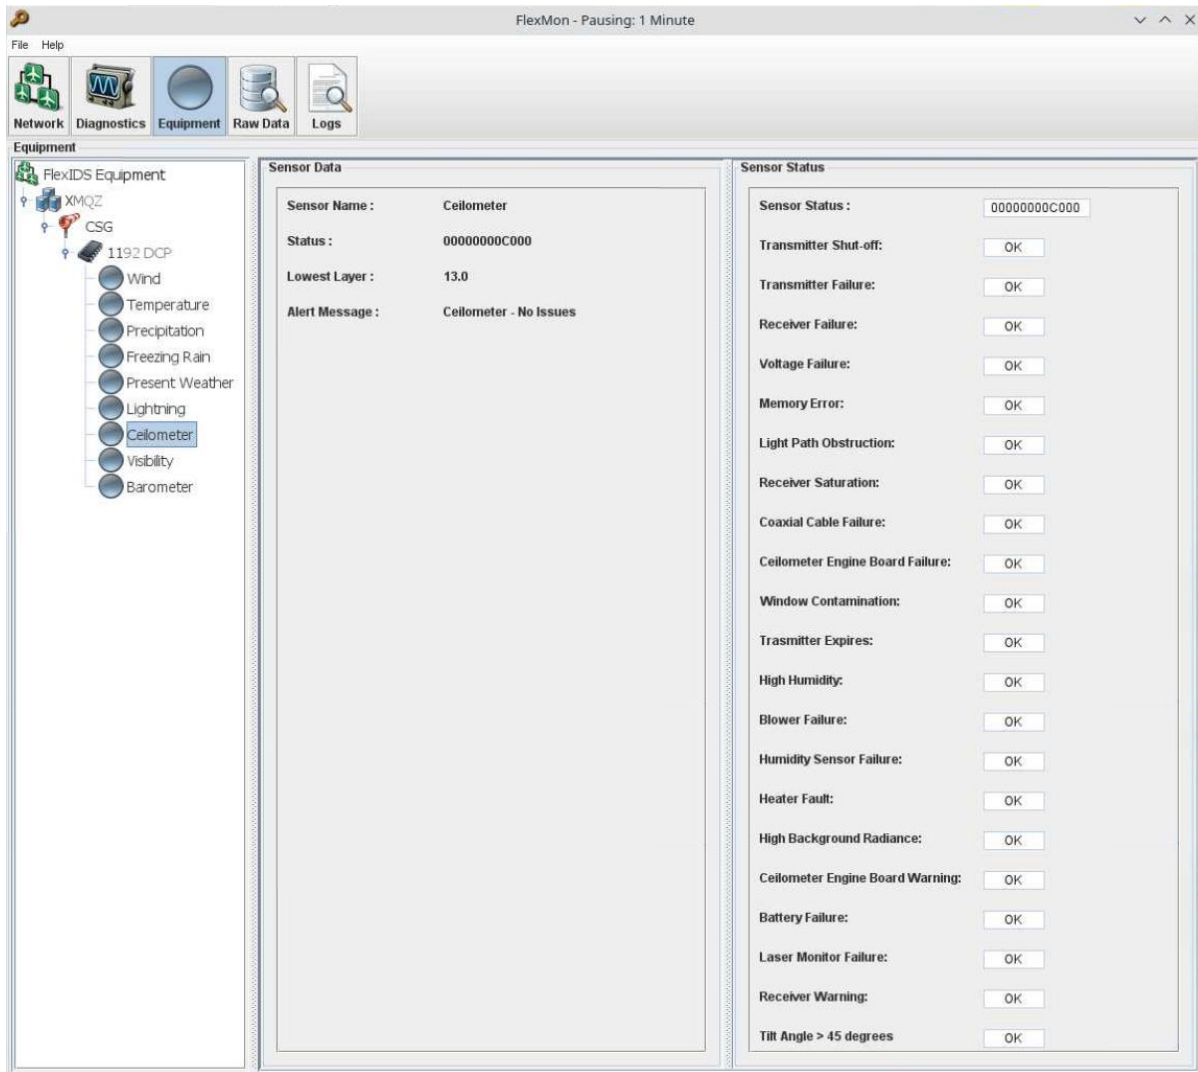 FlexMon - Pausing: 1 Minute
File Help
Network Diagnostics Equipment Raw Data Logs
Equipment
FlexIDS Equipment
XMQZ
CSG
1192 DCP
Wind
Temperature
Precipitation
Freezing Rain
Present Weather
Lightning
Ceilometer
Visibility
Barometer
Sensor Data
Sensor Name : Ceilometer
Status : 00000000C000
Lowest Layer : 13.0
Alert Message : Ceilometer - No Issues
Sensor Status
Sensor Status : 00000000C000
Transmitter Shut-off: OK
Transmitter Failure: OK
Receiver Failure: OK
Voltage Failure: OK
Memory Error: OK
Light Path Obstruction: OK
Receiver Saturation: OK
Coaxial Cable Failure: OK
Ceilometer Engine Board Failure: OK
Window Contamination: OK
Trasmitter Expires: OK
High Humidity: OK
Blower Failure: OK
Humidity Sensor Failure: OK
Heater Fault: OK
High Background Radiance: OK
Ceilometer Engine Board Warning: OK
Battery Failure: OK
Laser Monitor Failure: OK
Receiver Warning: OK
Tilt Angle > 45 degrees OK